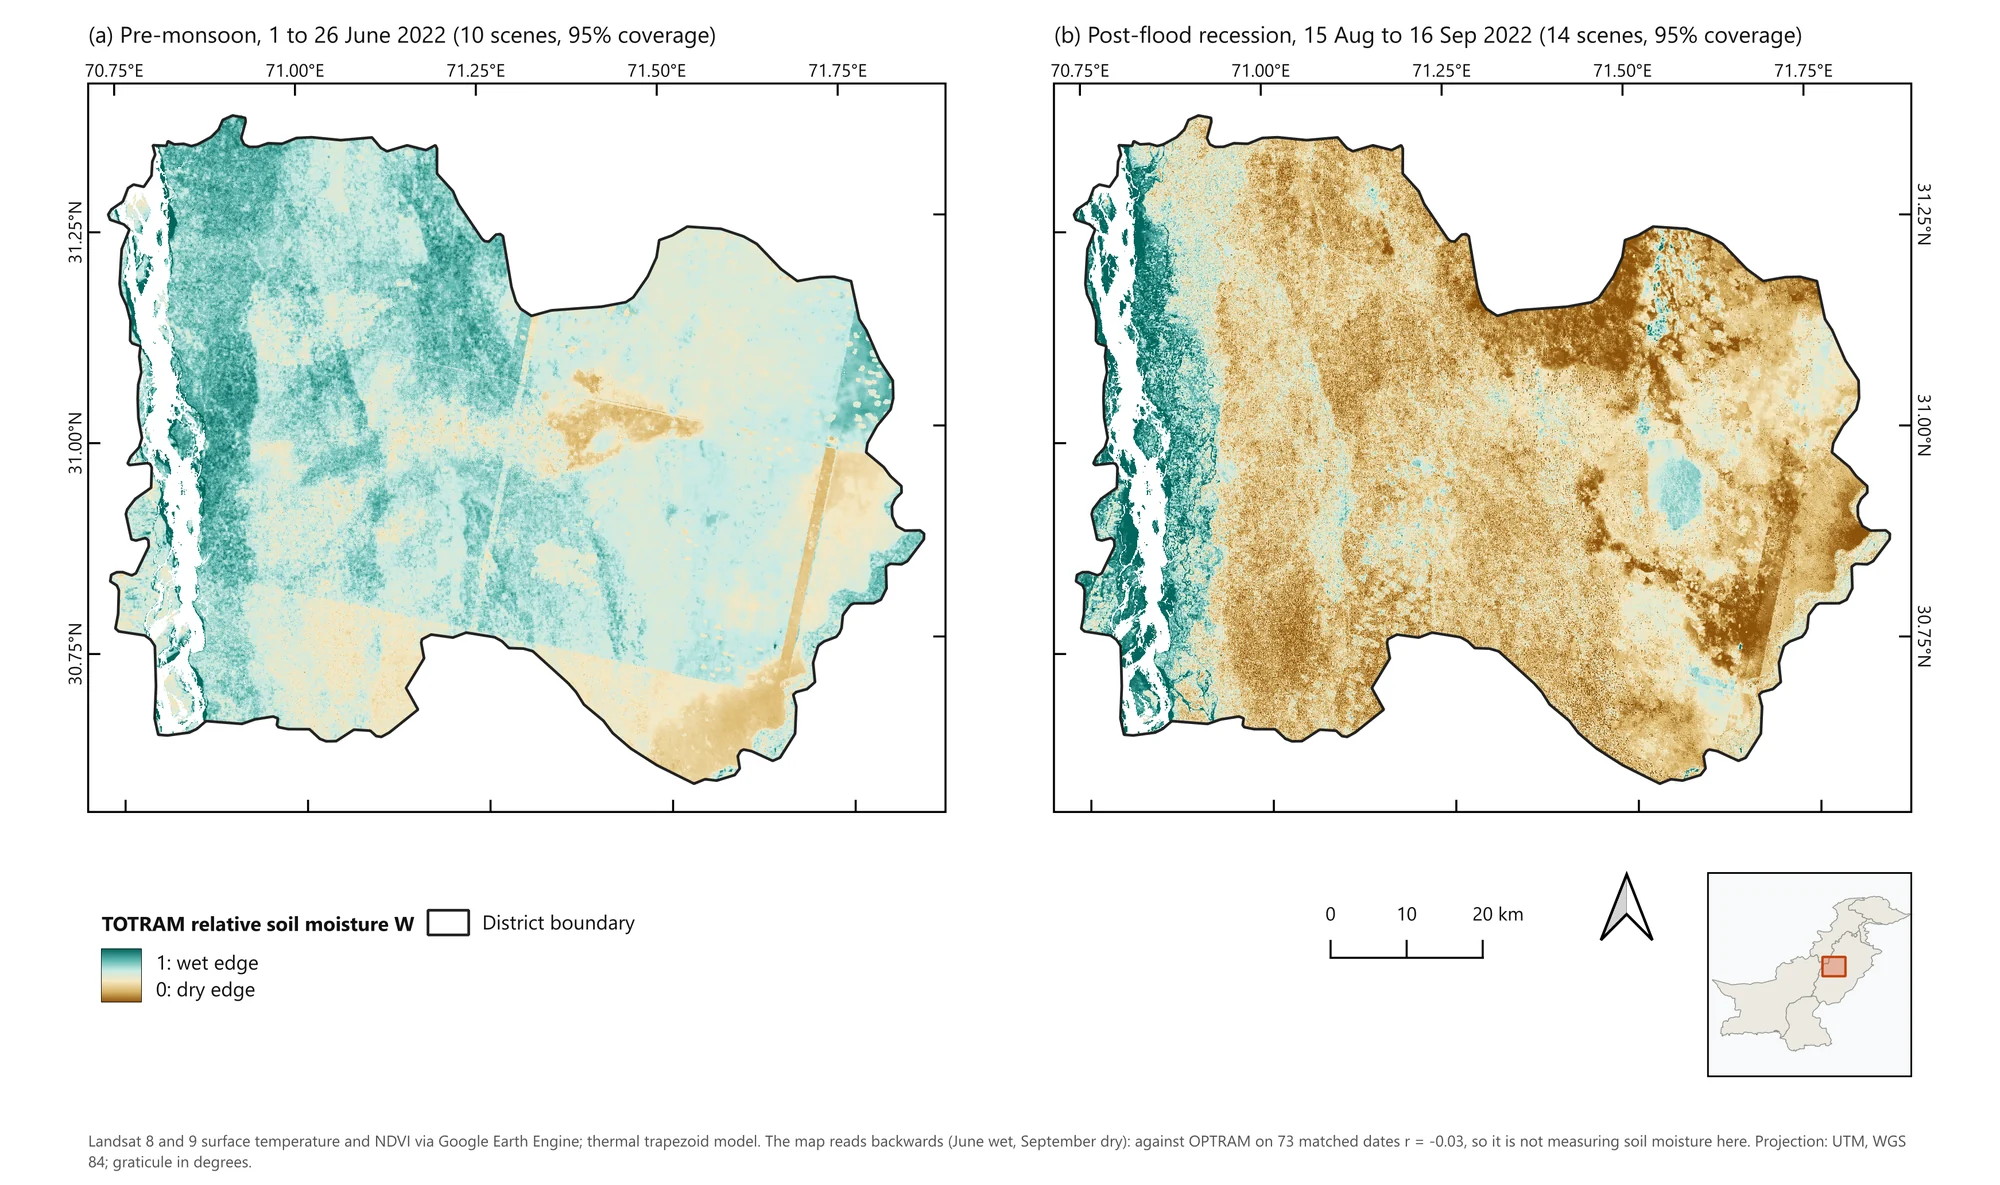 (a) Pre-monsoon, 1 to 26 June 2022 (10 scenes, 95% coverage)
70.75°E 71.00°E 71.25°E 71.50°E 71.75°E
31.25°N
31.00°N
30.75°N
(b) Post-flood recession, 15 Aug to 16 Sep 2022 (14 scenes, 95% coverage)
70.75°E 71.00°E 71.25°E 71.50°E 71.75°E
31.25°N
31.00°N
30.75°N
TOTRAM relative soil moisture W
1: wet edge
0: dry edge
District boundary
0 10 20 km
Landsat 8 and 9 surface temperature and NDVI via Google Earth Engine; thermal trapezoid model. The map reads backwards (June wet, September dry): against OPTRAM on 73 matched dates r = -0.03, so it is not measuring soil moisture here. Projection: UTM, WGS
84; graticule in degrees.